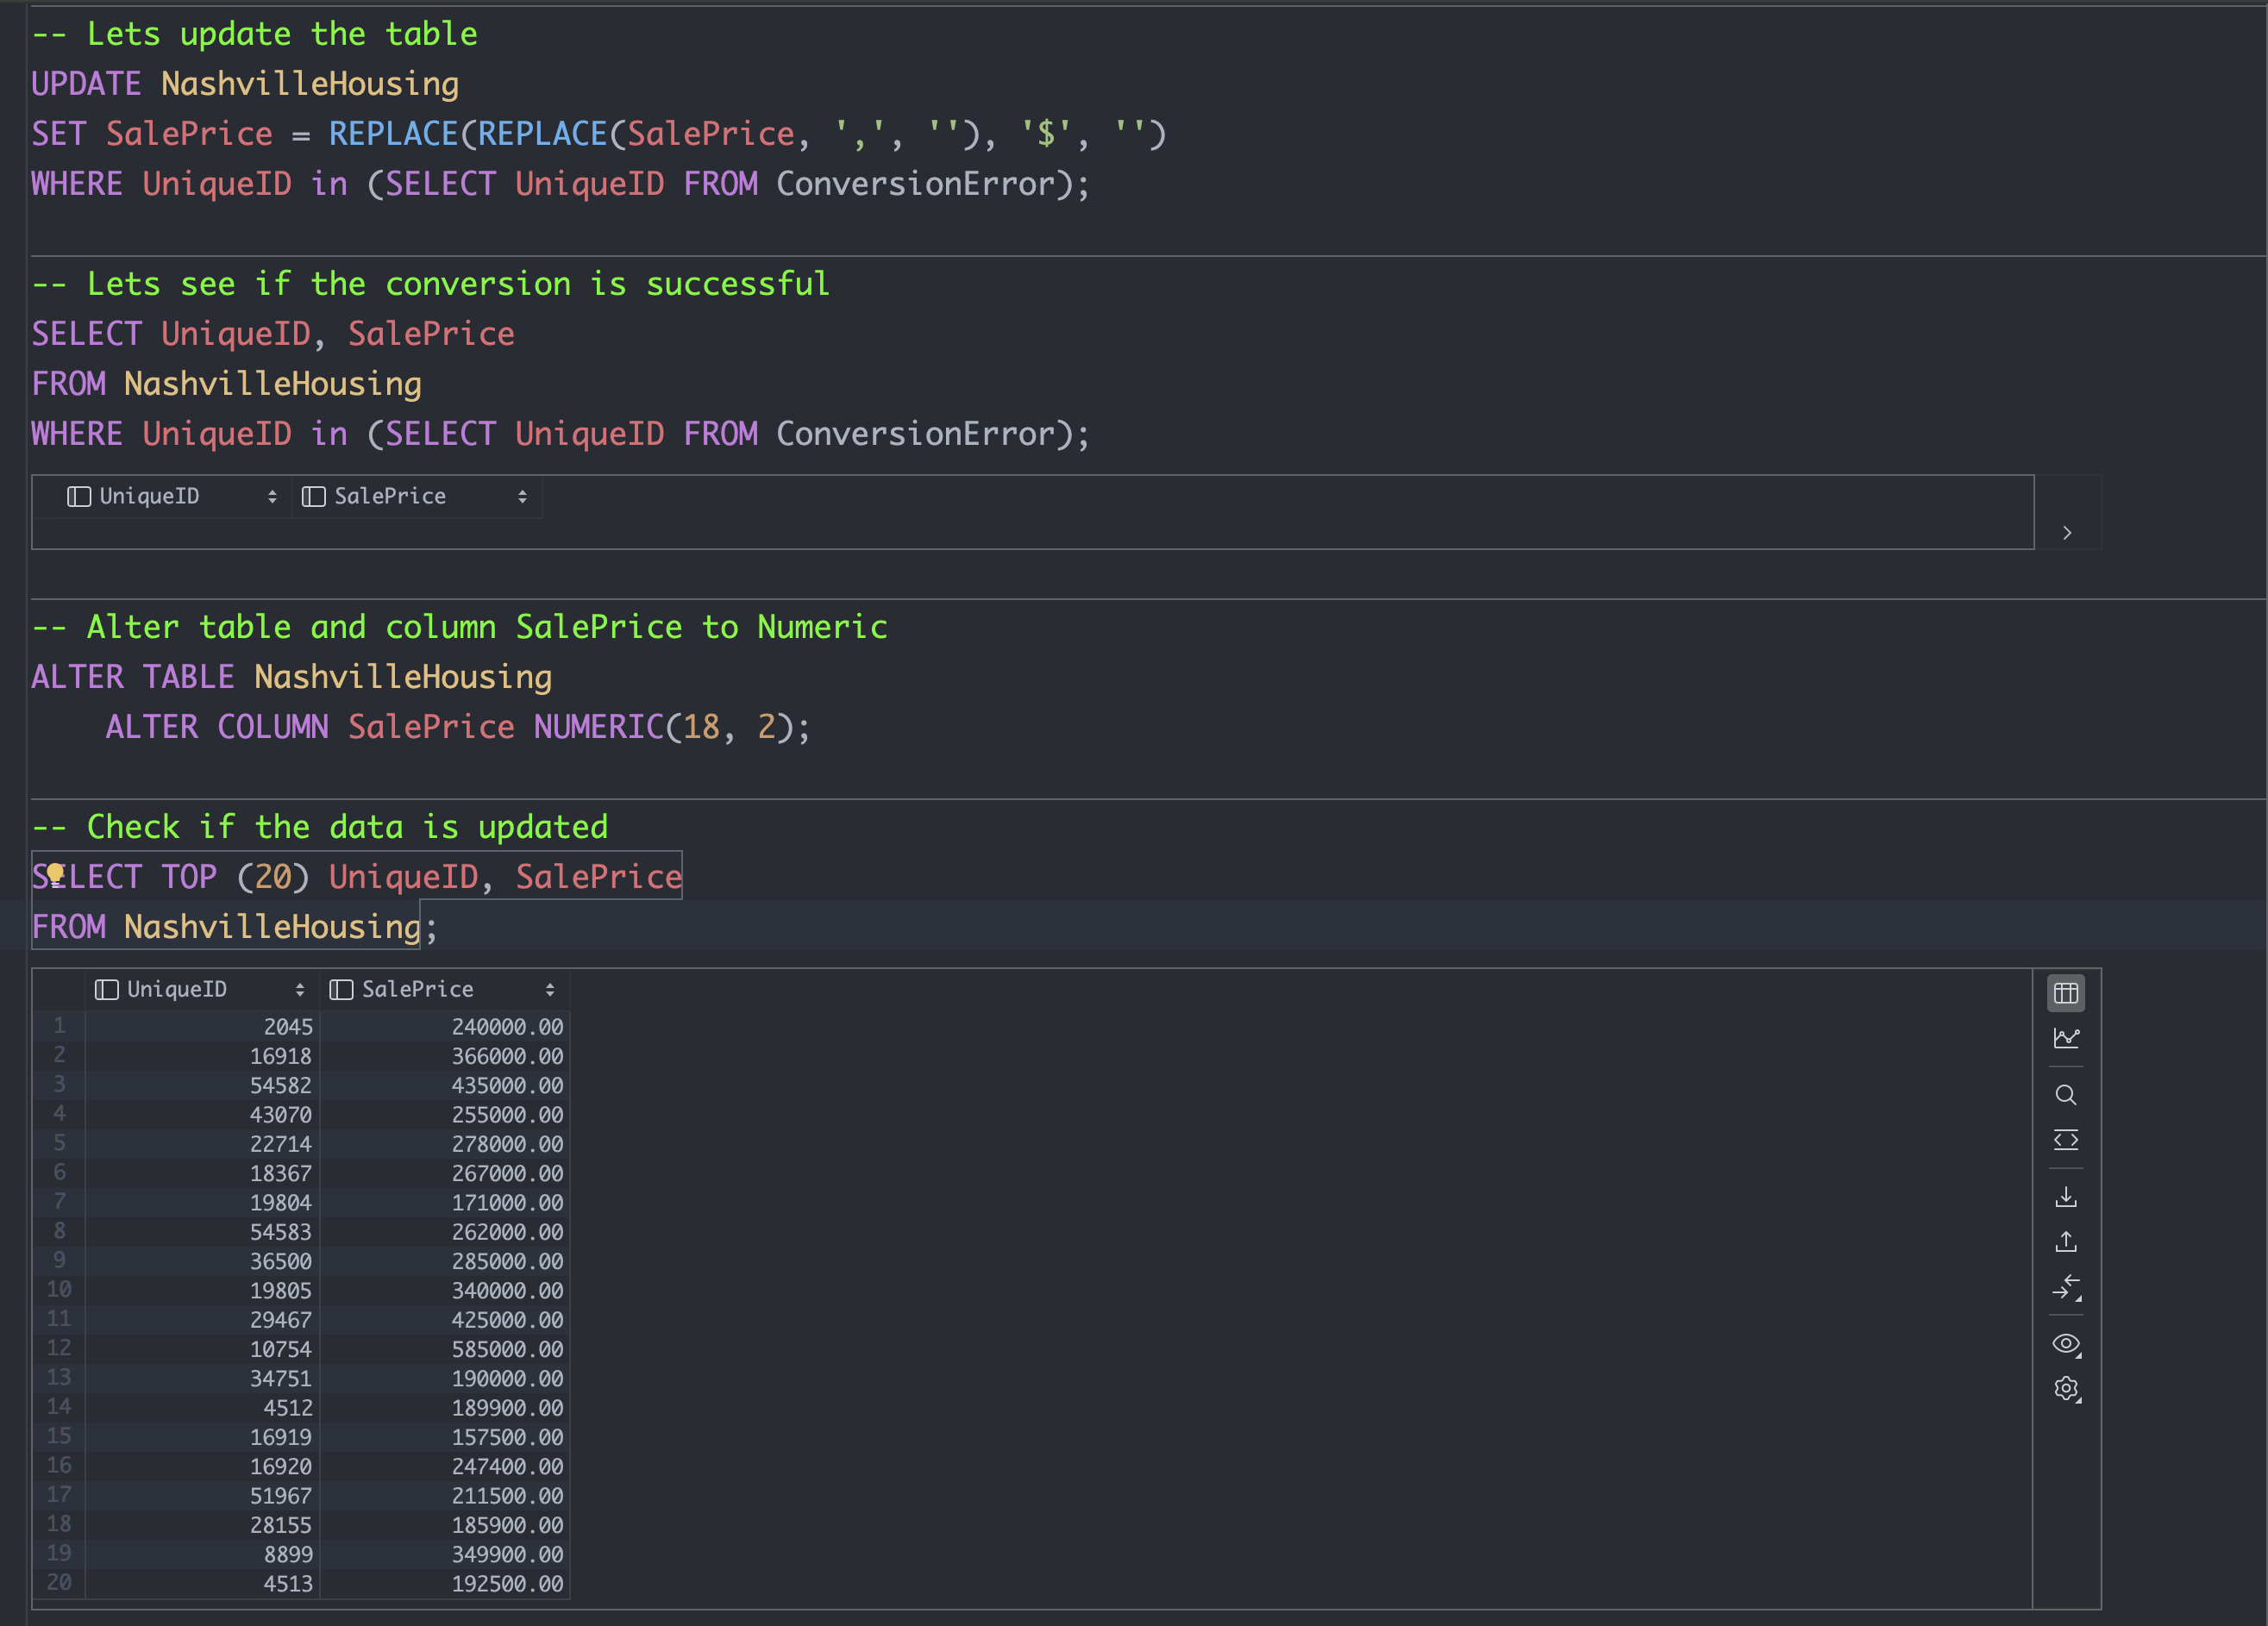 -- Lets update the table
UPDATE NashvilleHousing
SET SalePrice = REPLACE(REPLACE(SalePrice, ',', ''), '$', '')
WHERE UniqueID in (SELECT UniqueID FROM ConversionError);
-- Lets see if the conversion is successful
SELECT UniqueID, SalePrice
FROM NashvilleHousing
WHERE UniqueID in (SELECT UniqueID FROM ConversionError);
UniqueID SalePrice
-- Alter table and column SalePrice to Numeric
ALTER TABLE NashvilleHousing
    ALTER COLUMN SalePrice NUMERIC(18, 2);
-- Check if the data is updated
SELECT TOP (20) UniqueID, SalePrice
FROM NashvilleHousing;
UniqueID SalePrice
1 2045 240000.00
2 16918 366000.00
3 54582 435000.00
4 43070 255000.00
5 22714 278000.00
6 18367 267000.00
7 19804 171000.00
8 54583 262000.00
9 36500 285000.00
10 19805 340000.00
11 29467 425000.00
12 10754 585000.00
13 34751 190000.00
14 4512 189900.00
15 16919 157500.00
16 16920 247400.00
17 51967 211500.00
18 28155 185900.00
19 8899 349900.00
20 4513 192500.00